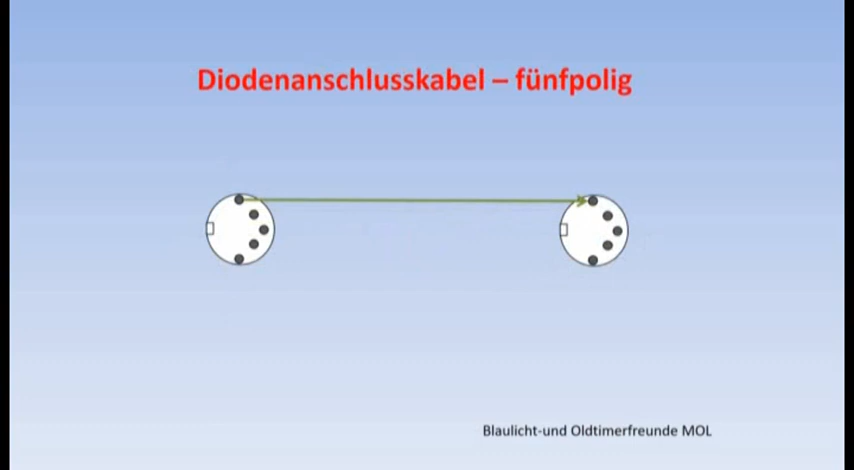 Diodenanschlusskabel – fünfpolig
Blaulicht-und Oldtimerfreunde MOL